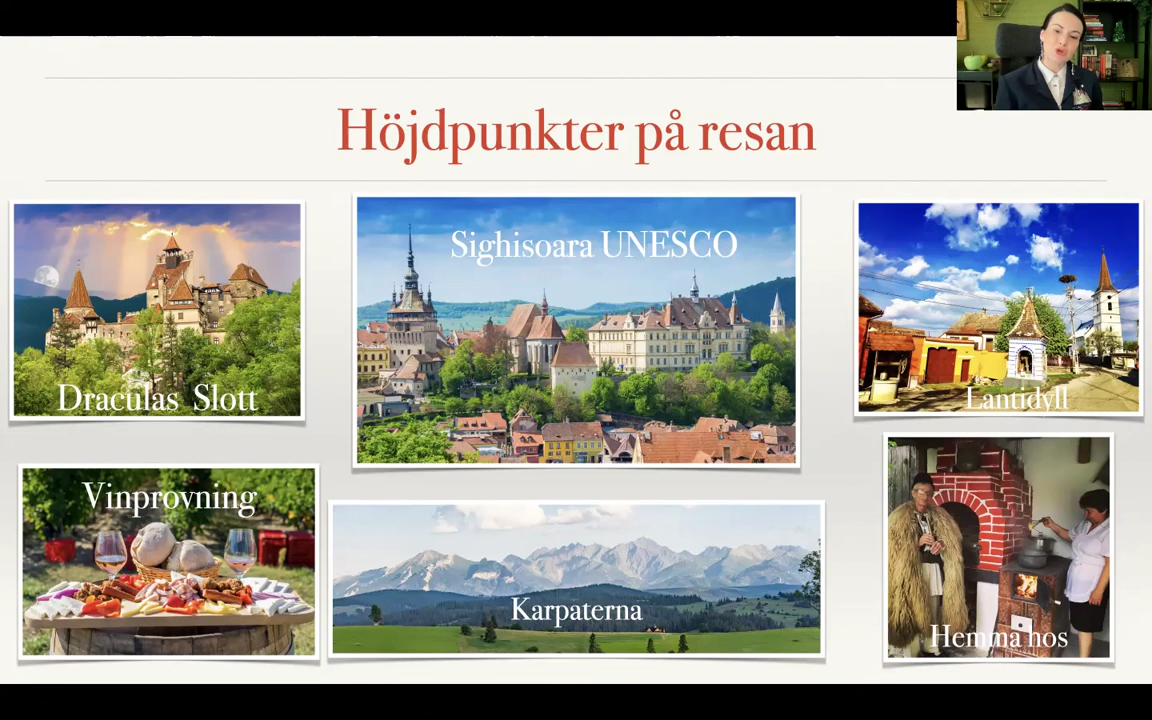 Höjdpunkter på resan
Draculas Slott
Sighisoara UNESCO
Lantidyll
Vinprovning
Karpaterna
Hemma hos